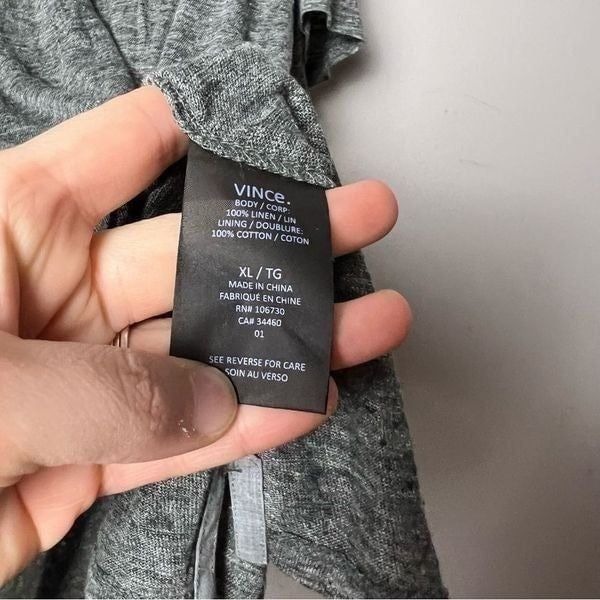 VINCe.
BODY / CORP:
100% LINEN / LIN
LINING / DOUBLURE:
100% COTTON / COTON
XL / TG
MADE IN CHINA
FABRIQUÉ EN CHINE
RN# 106730
CA# 34460
01
SEE REVERSE FOR CARE
SOIN AU VERSO